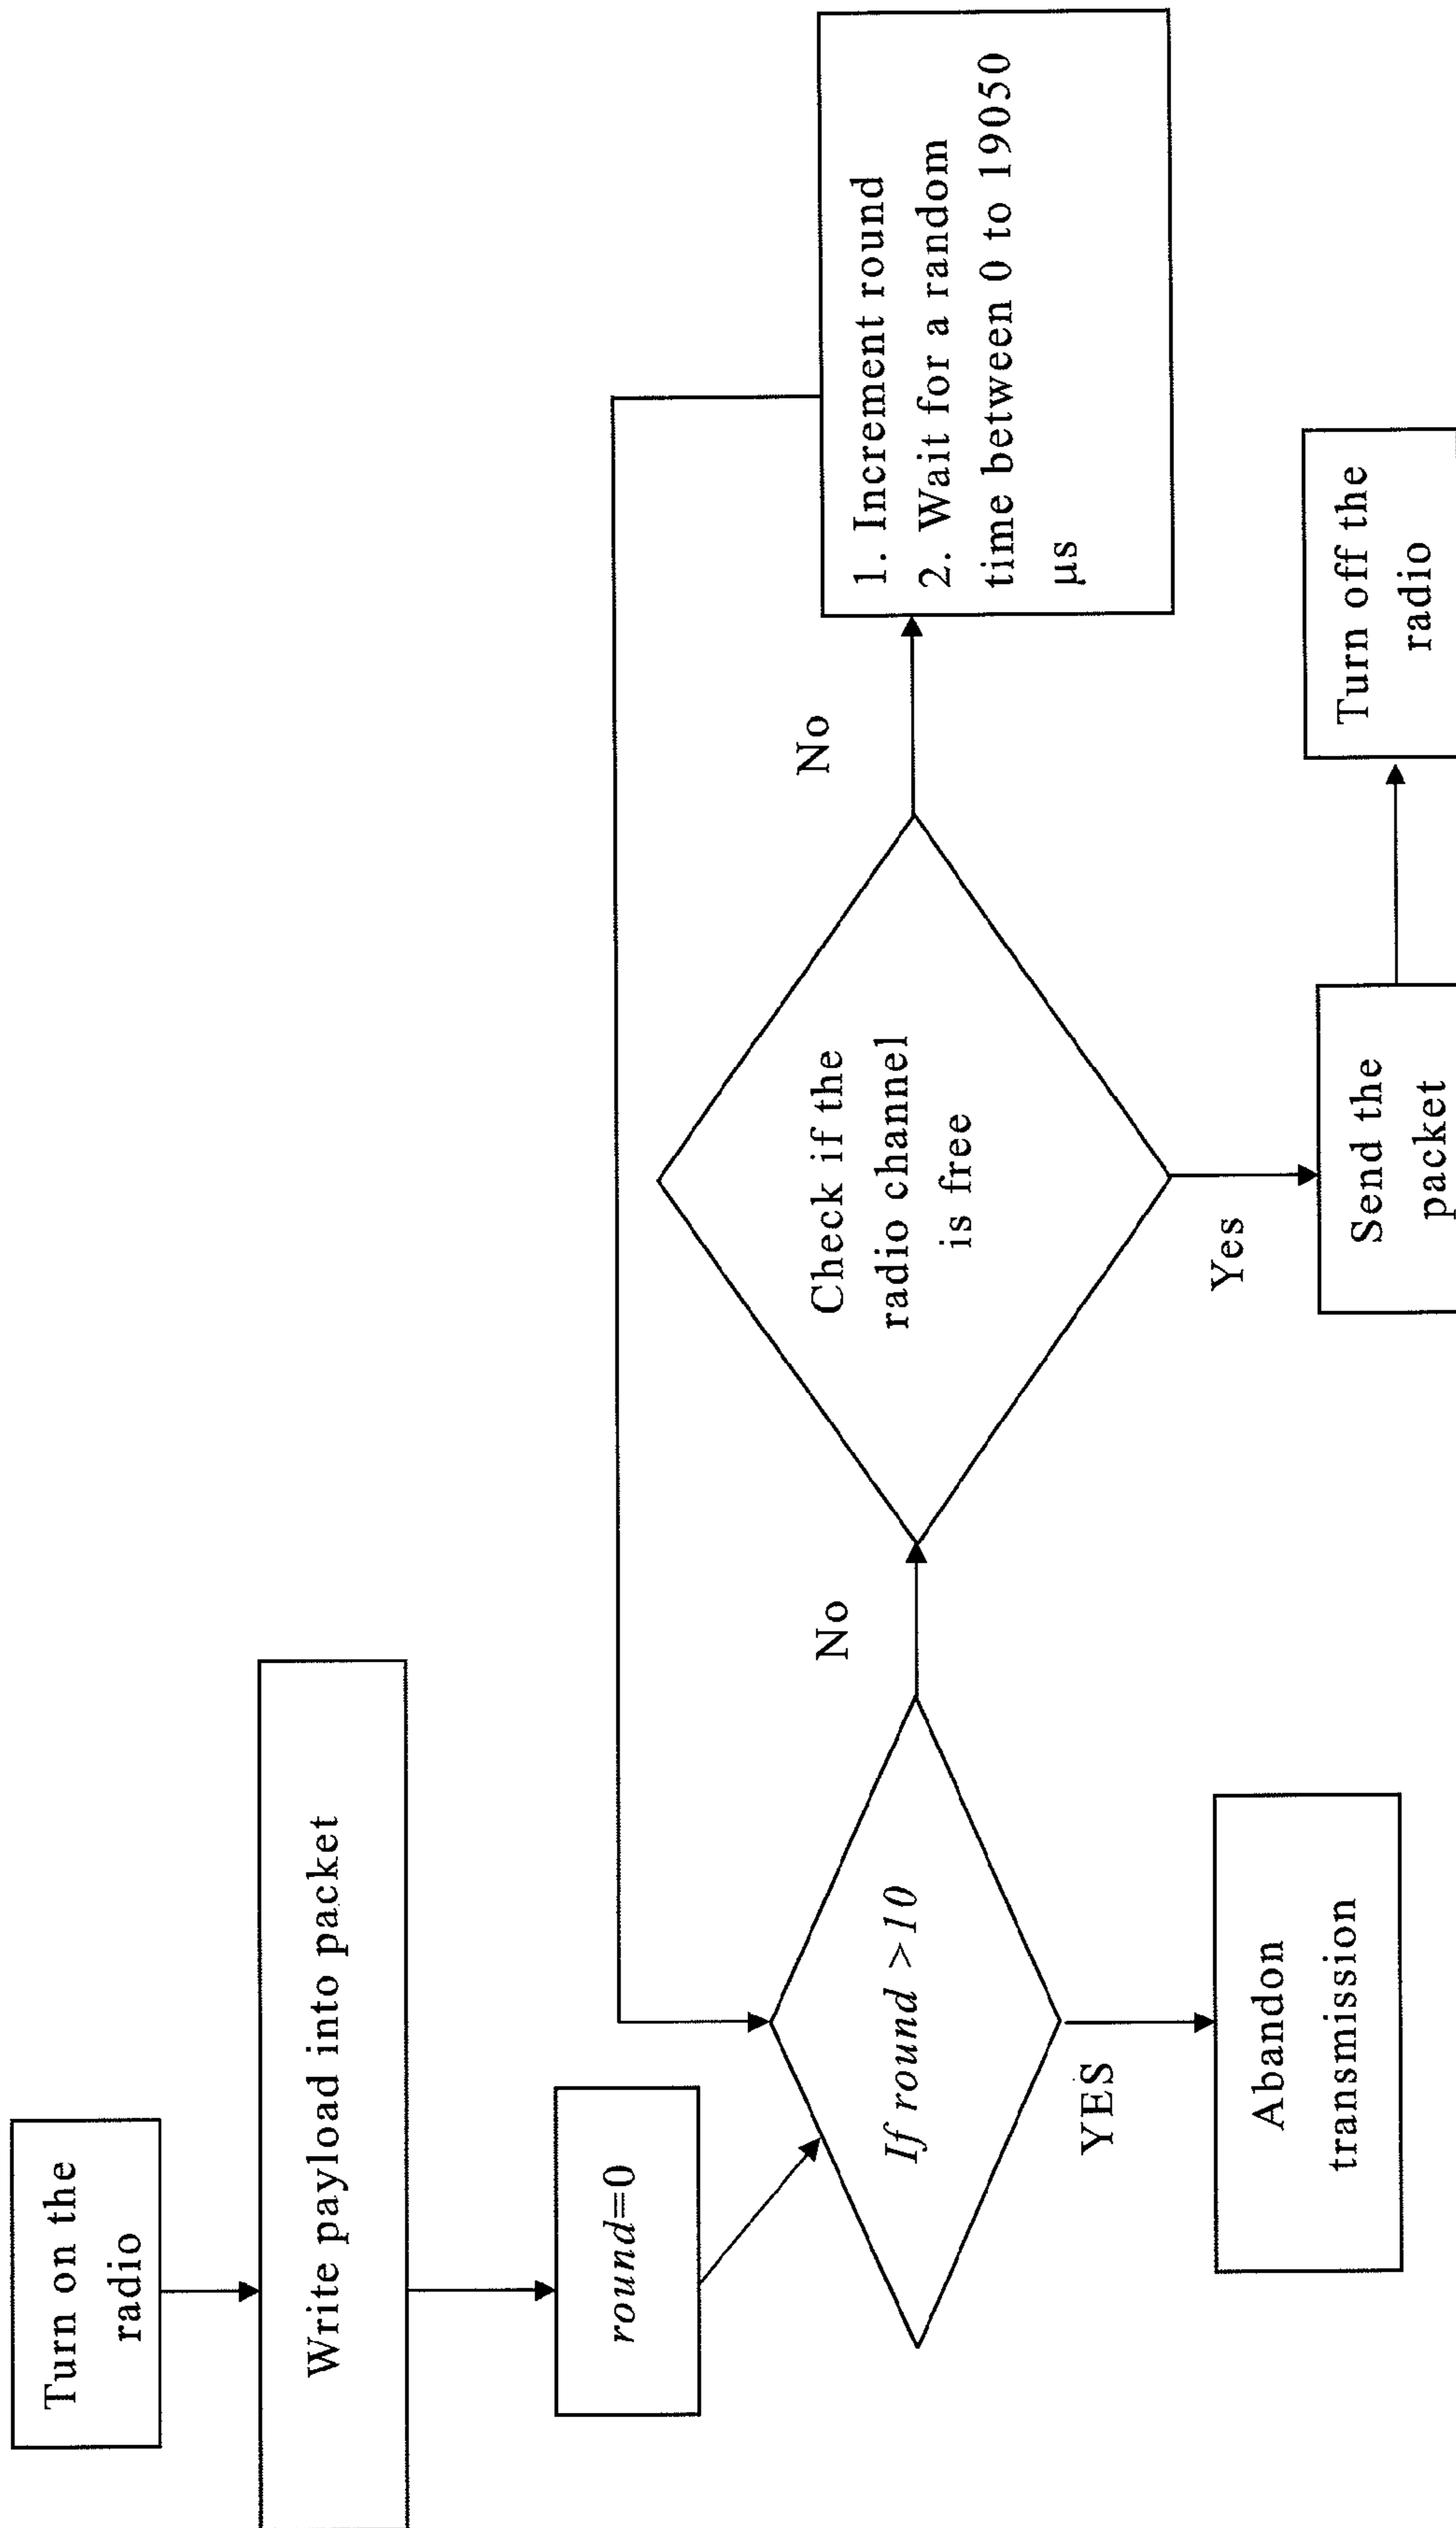 Turn on the
radio
Write payload into packet
round=0
If round >10
YES
Abandon
transmission
No
Check if the
radio channel
is free
No
1. Increment round
2. Wait for a random
time between 0 to 19050
µs
Yes
Send the
packet
Turn off the
radio